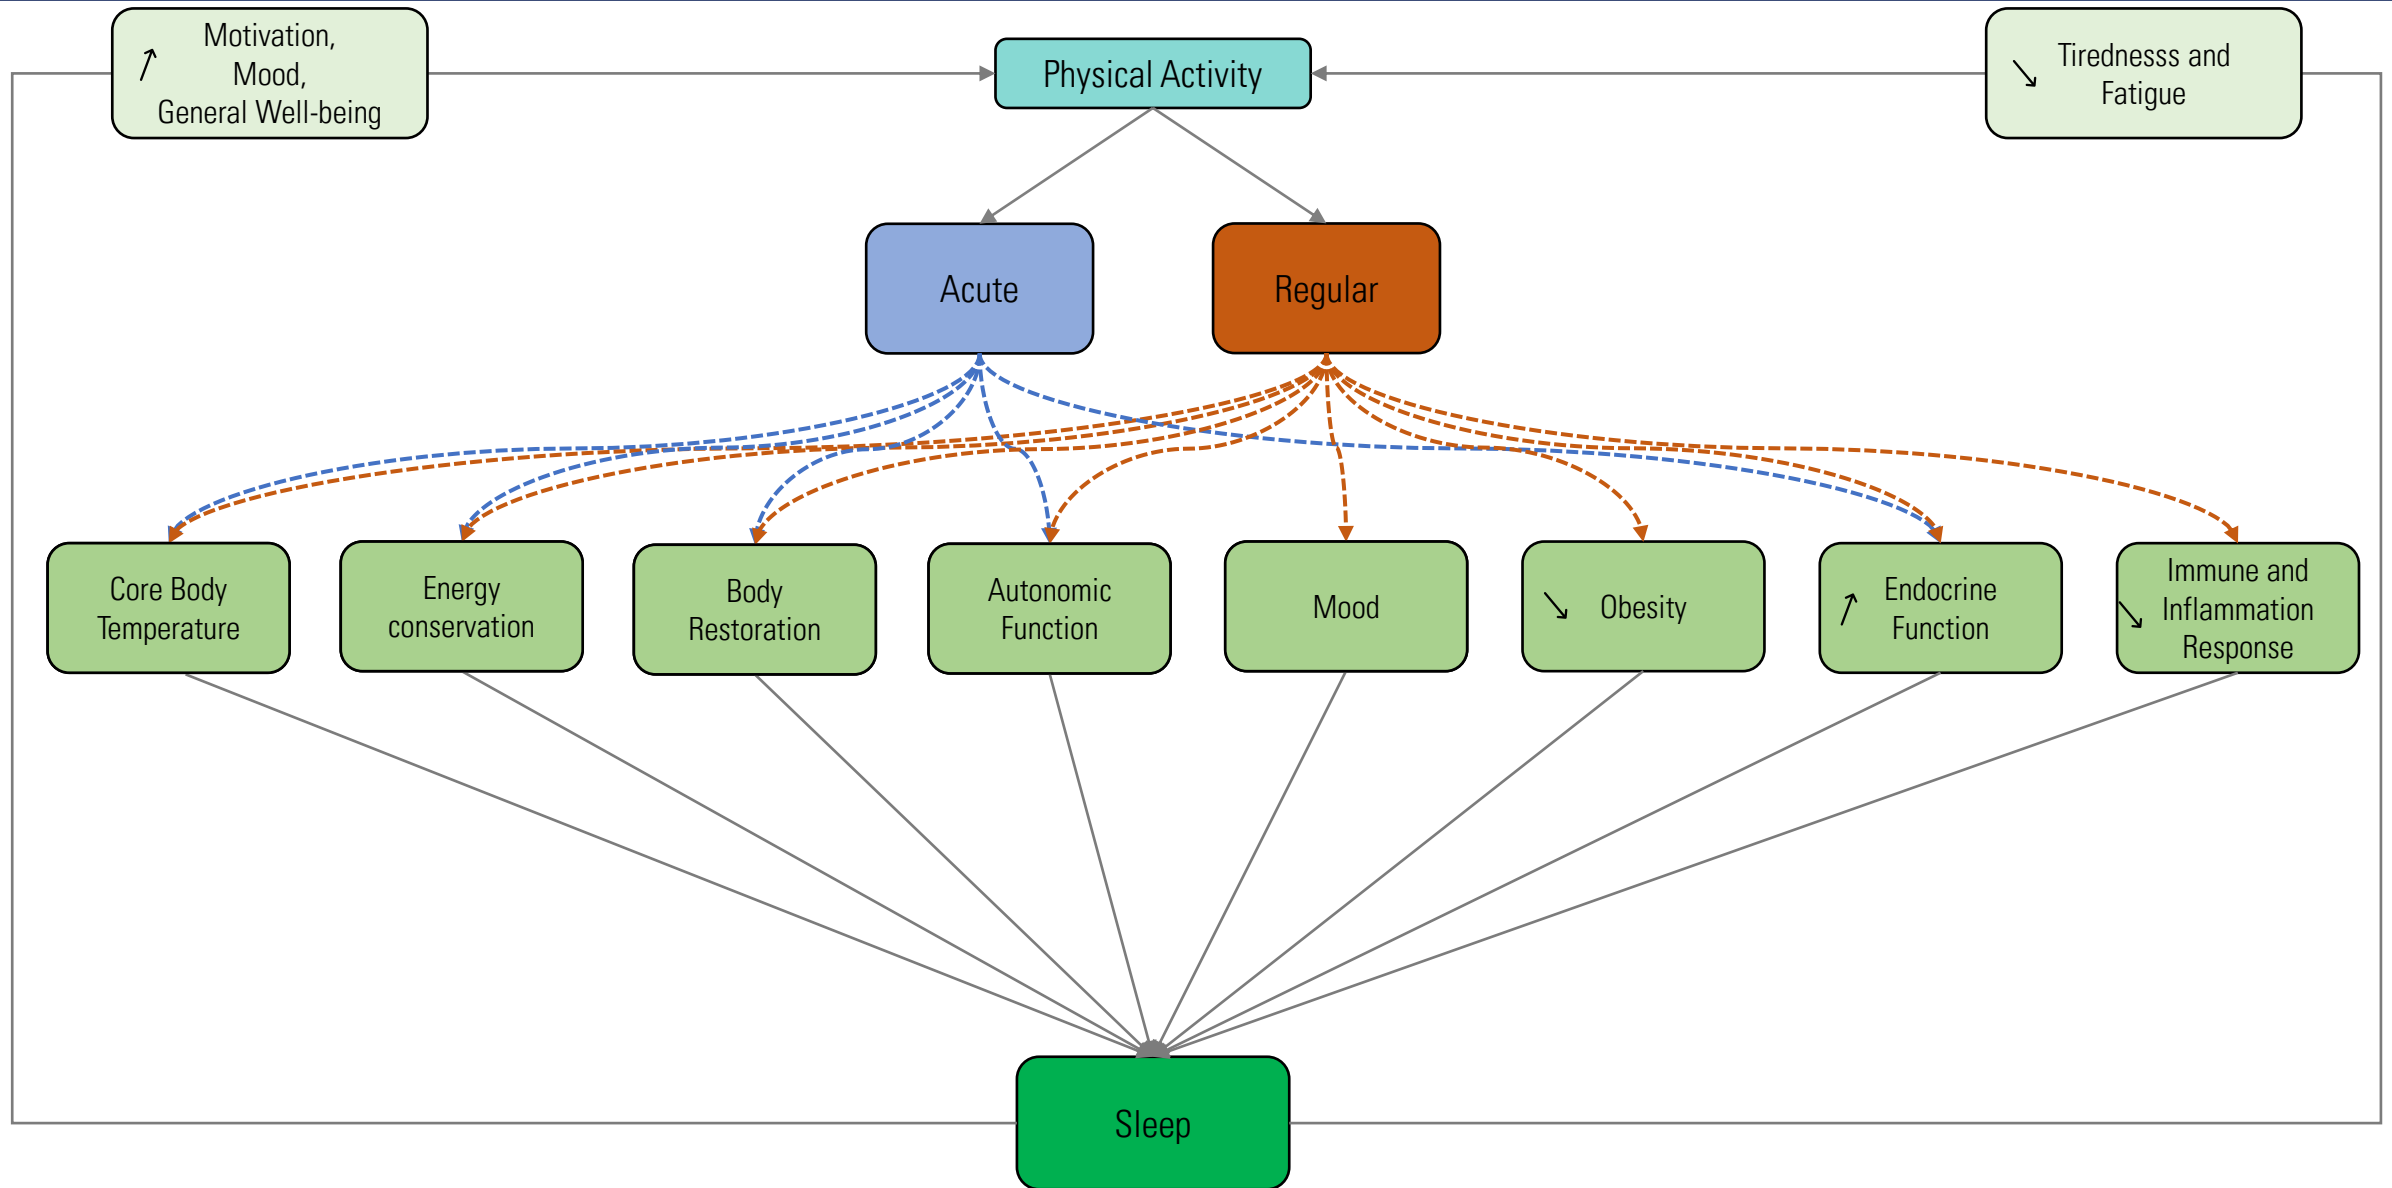 Motivation,
Mood,
General Well-being
Physical Activity
Tirednesss and
Fatigue
Acute
Regular
Core Body
Temperature
Energy
conservation
Body
Restoration
Autonomic
Function
Mood
Obesity
Endocrine
Function
Immune and
Inflammation
Response
Sleep